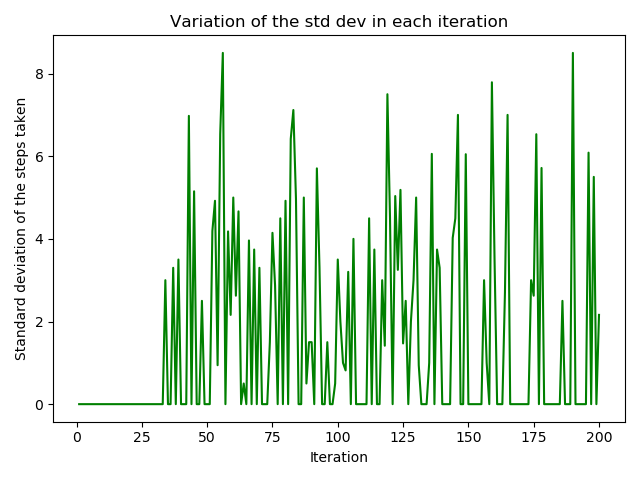 Variation of the std dev in each iteration
Standard deviation of the steps taken
8
6
4
2
0
0 25 50 75 100 125 150 175 200
Iteration